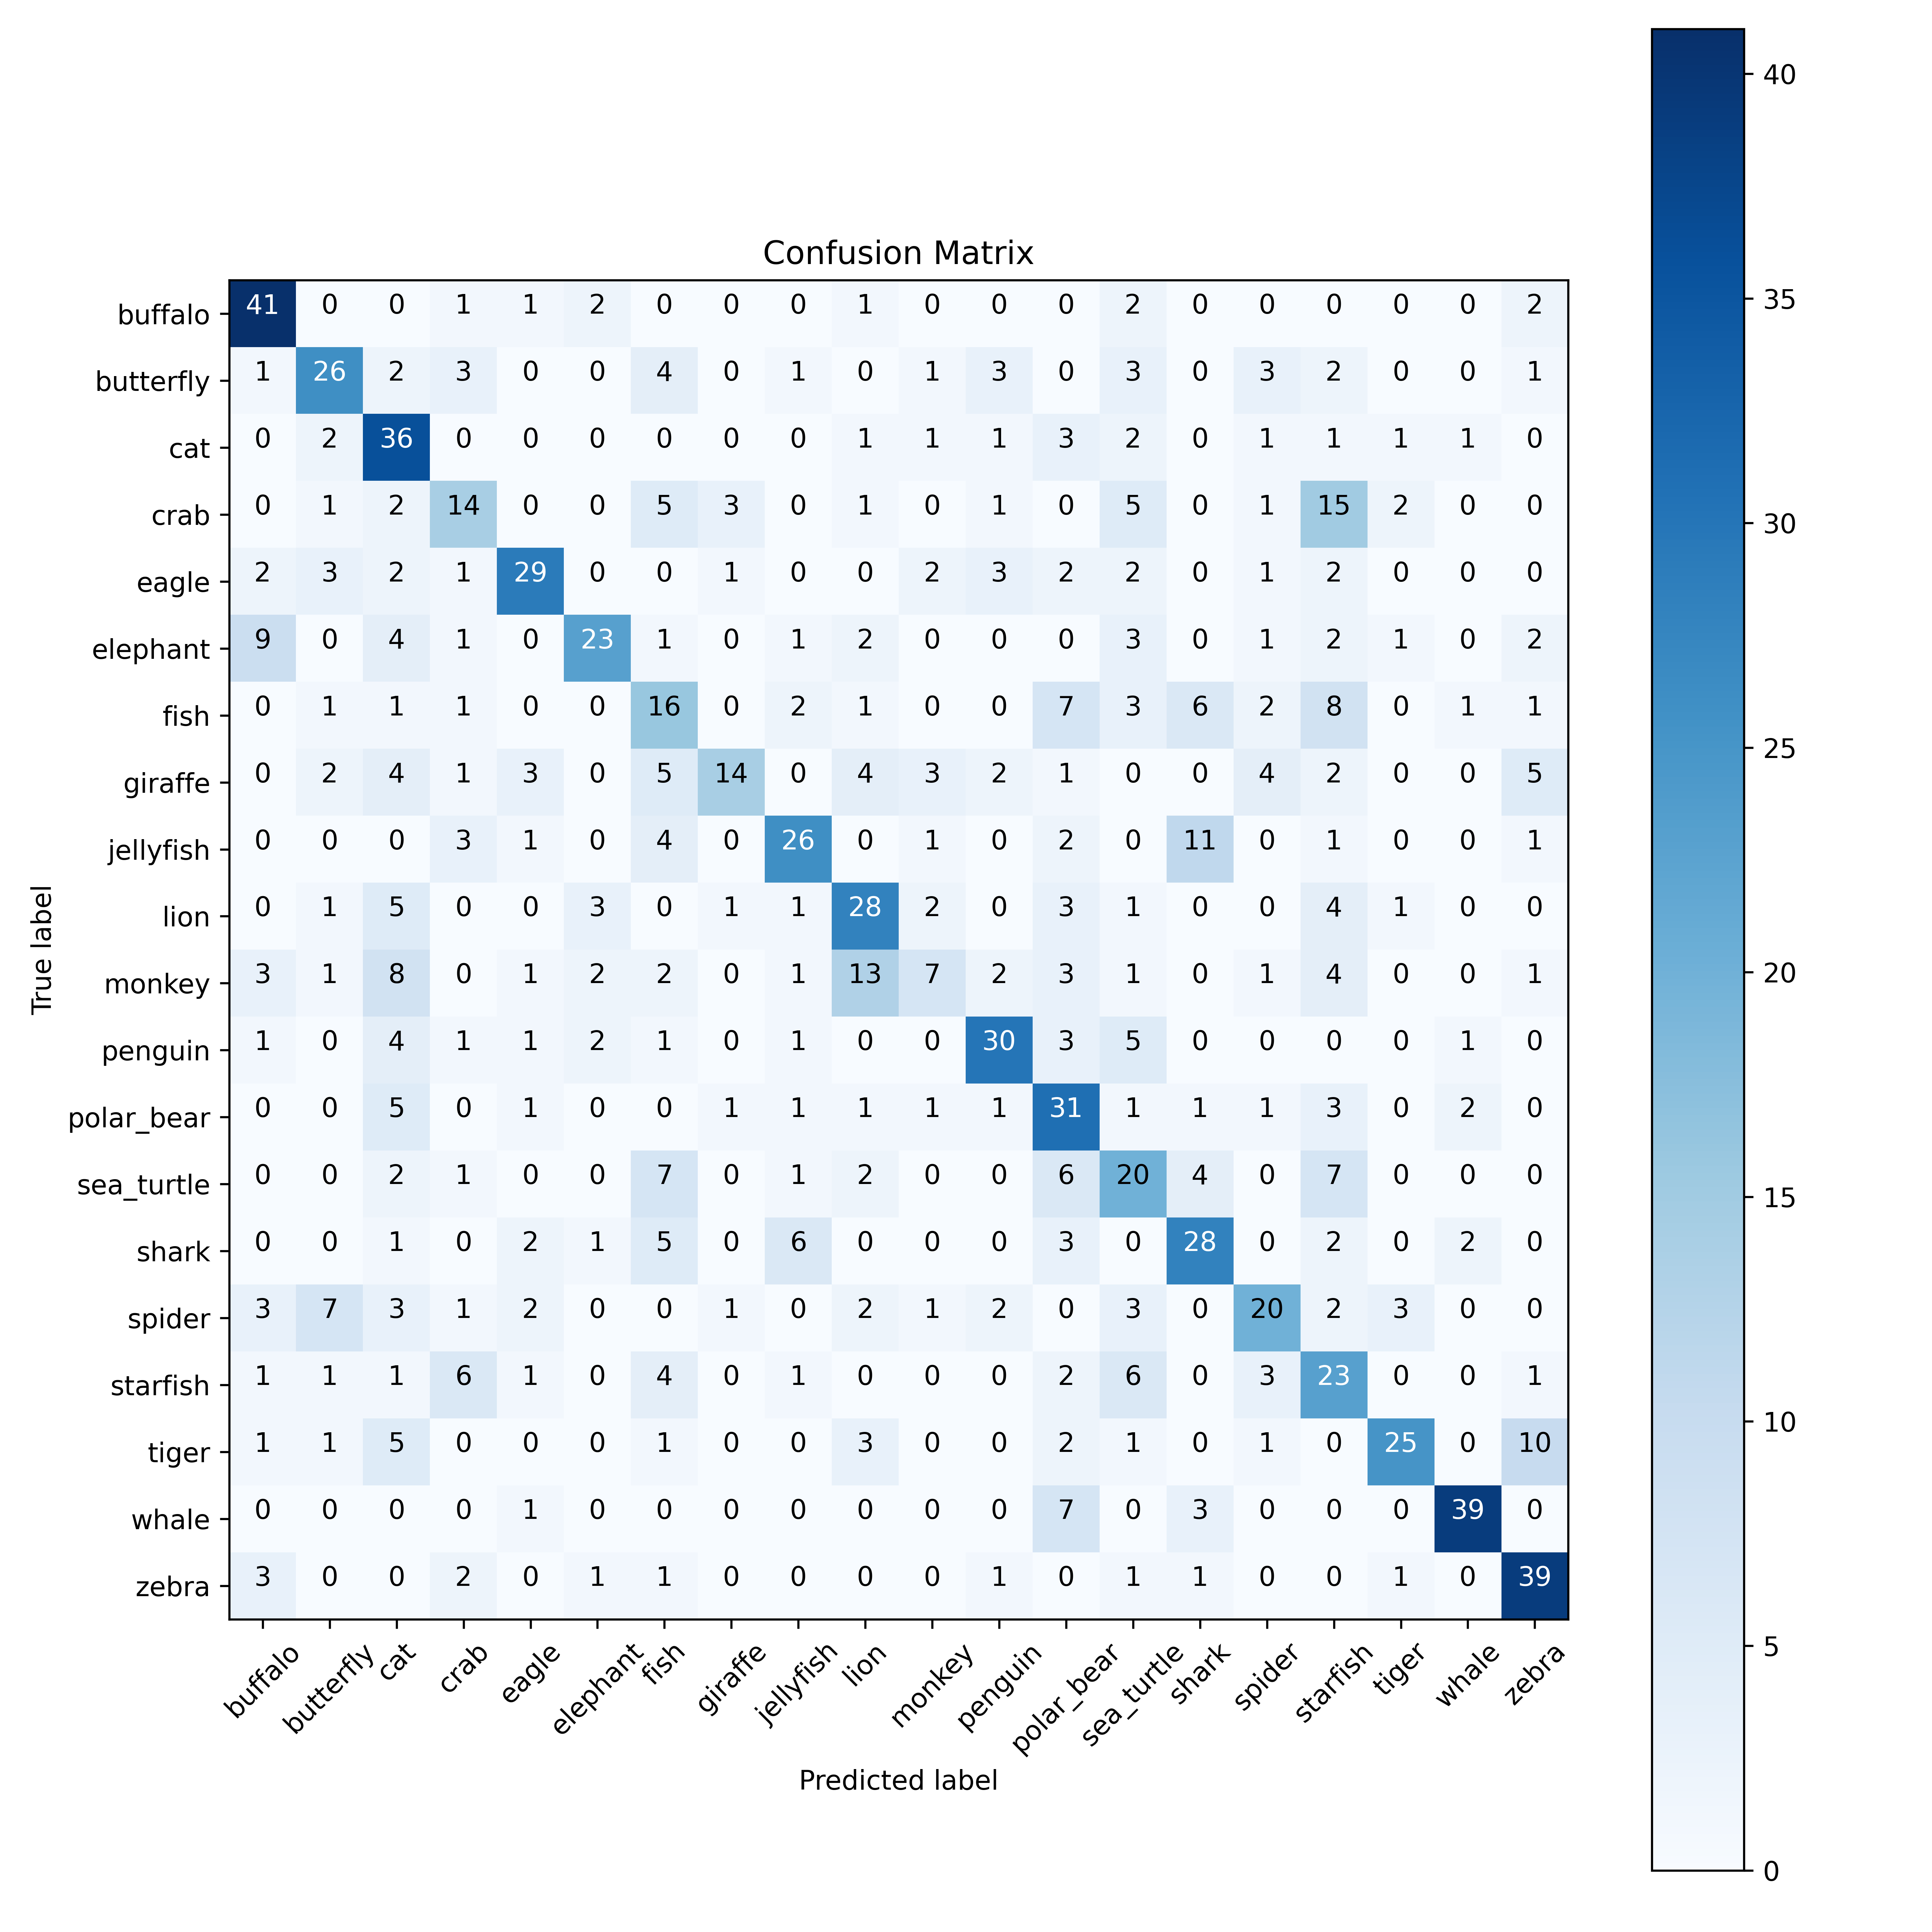 Confusion Matrix
buffalo 41 0 0 1 1 2 0 0 0 1 0 0 0 2 0 0 0 0 0 2
butterfly 1 26 2 3 0 0 4 0 1 0 1 3 0 3 0 3 2 0 0 1
cat 0 2 36 0 0 0 0 0 0 1 1 1 3 2 0 1 1 1 1 0
crab 0 1 2 14 0 0 5 3 0 1 0 1 0 5 0 1 15 2 0 0
eagle 2 3 2 1 29 0 0 1 0 0 2 3 2 2 0 1 2 0 0 0
elephant 9 0 4 1 0 23 1 0 1 2 0 0 0 3 0 1 2 1 0 2
fish 0 1 1 1 0 0 16 0 2 1 0 0 7 3 6 2 8 0 1 1
giraffe 0 2 4 1 3 0 5 14 0 4 3 2 1 0 0 4 2 0 0 5
jellyfish 0 0 0 3 1 0 4 0 26 0 1 0 2 0 11 0 1 0 0 1
lion 0 1 5 0 0 3 0 1 1 28 2 0 3 1 0 0 4 1 0 0
monkey 3 1 8 0 1 2 2 0 1 13 7 2 3 1 0 1 4 0 0 1
penguin 1 0 4 1 1 2 1 0 1 0 0 30 3 5 0 0 0 0 1 0
polar_bear 0 0 5 0 1 0 0 1 1 1 1 1 31 1 1 1 3 0 2 0
sea_turtle 0 0 2 1 0 0 7 0 1 2 0 0 6 20 4 0 7 0 0 0
shark 0 0 1 0 2 1 5 0 6 0 0 0 3 0 28 0 2 0 2 0
spider 3 7 3 1 2 0 0 1 0 2 1 2 0 3 0 20 2 3 0 0
starfish 1 1 1 6 1 0 4 0 1 0 0 0 2 6 0 3 23 0 0 1
tiger 1 1 5 0 0 0 1 0 0 3 0 0 2 1 0 1 0 25 0 10
whale 0 0 0 0 1 0 0 0 0 0 0 0 7 0 3 0 0 0 39 0
zebra 3 0 0 2 0 1 1 0 0 0 0 1 0 1 1 0 0 1 0 39
buffalo butterfly cat crab eagle elephant fish giraffe jellyfish lion monkey penguin polar_bear sea_turtle shark spider starfish tiger whale zebra
Predicted label
True label
40
35
30
25
20
15
10
5
0